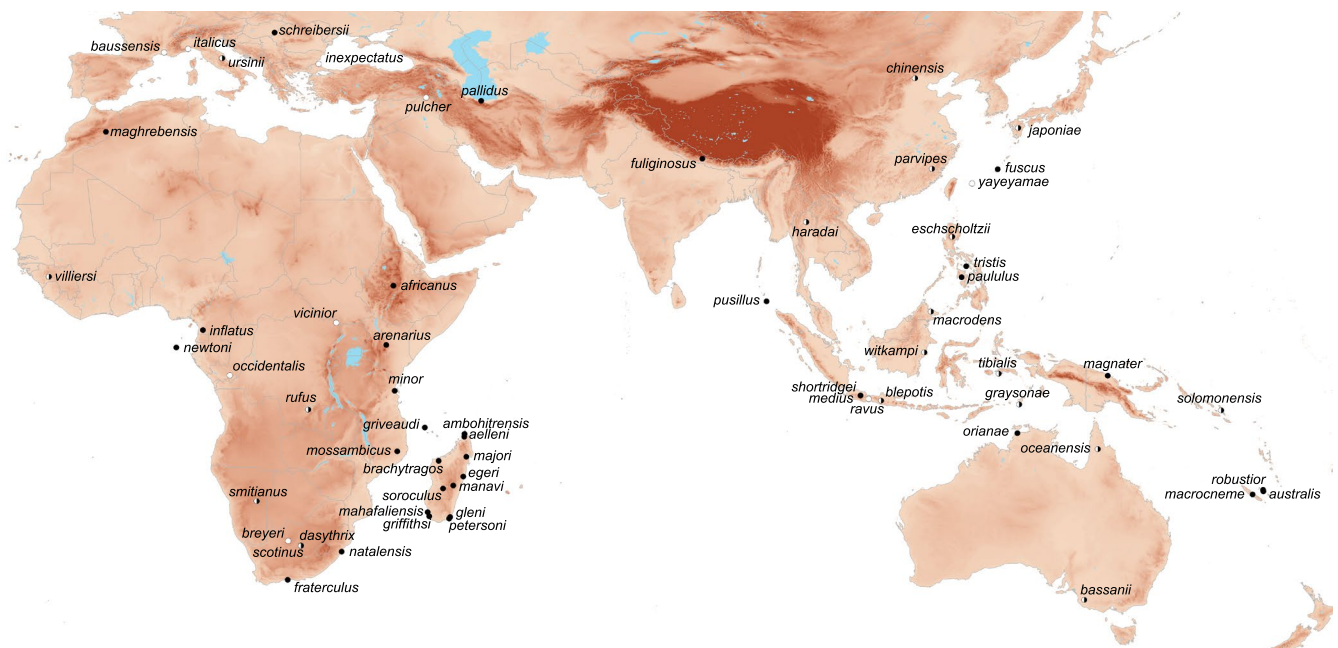 schreibersii
italicus
baussensis
ursinii
inexpectatus
pallidus
pulcher
maghrebensis
chinensis
japoniae
fuliginosus
parvipes
fuscus
yayeyamae
haradai
eschscholtzii
tristis
paululus
villiersi
africanus
pusillus
vicinior
inflatus
macrodens
arenarius
newtoni
witkampi
occidentalis
tibialis
magnater
minor
shortridgei
blepotis
medius
graysonae
rufus
ravus
solomonensis
griveaudi
ambohitrensis
aelleni
orianae
mossambicus
majori
oceanensis
brachytragos
egeri
manavi
robustior
smitianus
soroculus
macrocneme
australis
mahafaliensis
gleni
griffithsi
petersoni
breyeri
dasythrix
scotinus
natalensis
fraterculus
bassanii